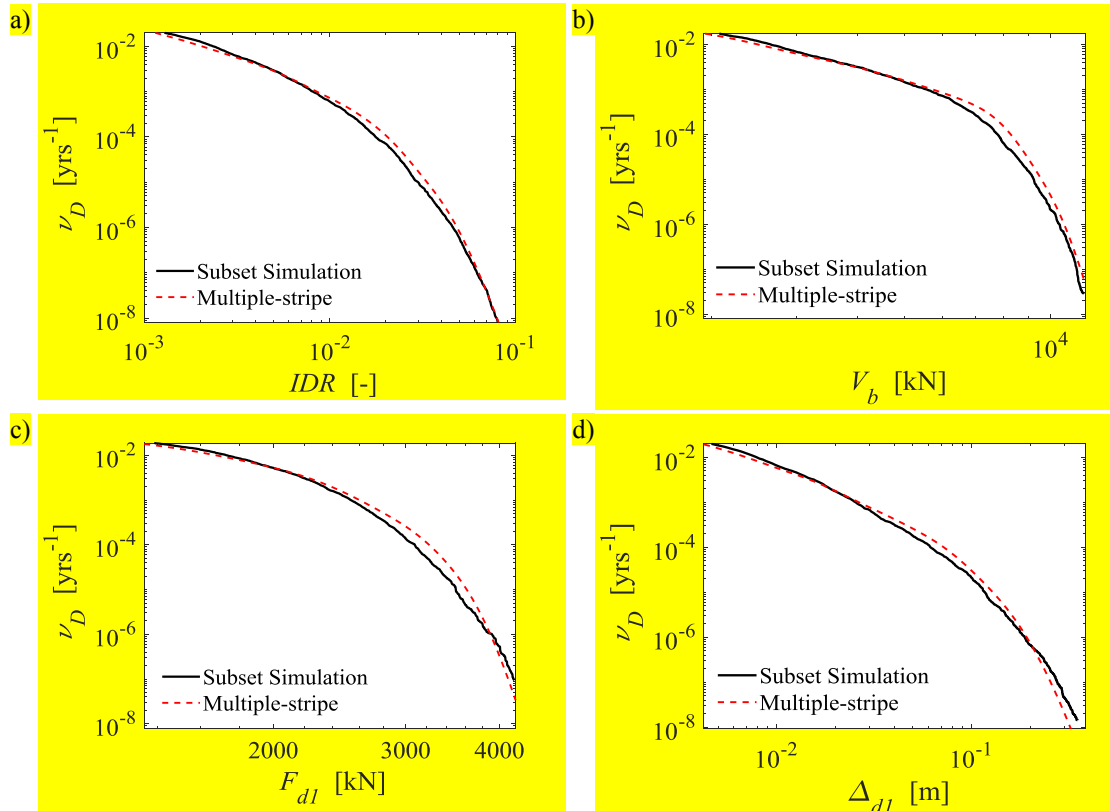 a)
10⁻²
10⁻⁴
10⁻⁶
10⁻⁸
ν_D [yrs⁻¹]
Subset Simulation
Multiple-stripe
10⁻³ 10⁻² 10⁻¹
IDR [-]
b)
10⁻²
10⁻⁴
10⁻⁶
10⁻⁸
ν_D [yrs⁻¹]
Subset Simulation
Multiple-stripe
10⁴
V_b [kN]
c)
10⁻²
10⁻⁴
10⁻⁶
10⁻⁸
ν_D [yrs⁻¹]
Subset Simulation
Multiple-stripe
2000 3000 4000
F_d1 [kN]
d)
10⁻²
10⁻⁴
10⁻⁶
10⁻⁸
ν_D [yrs⁻¹]
Subset Simulation
Multiple-stripe
10⁻² 10⁻¹
Δ_d1 [m]